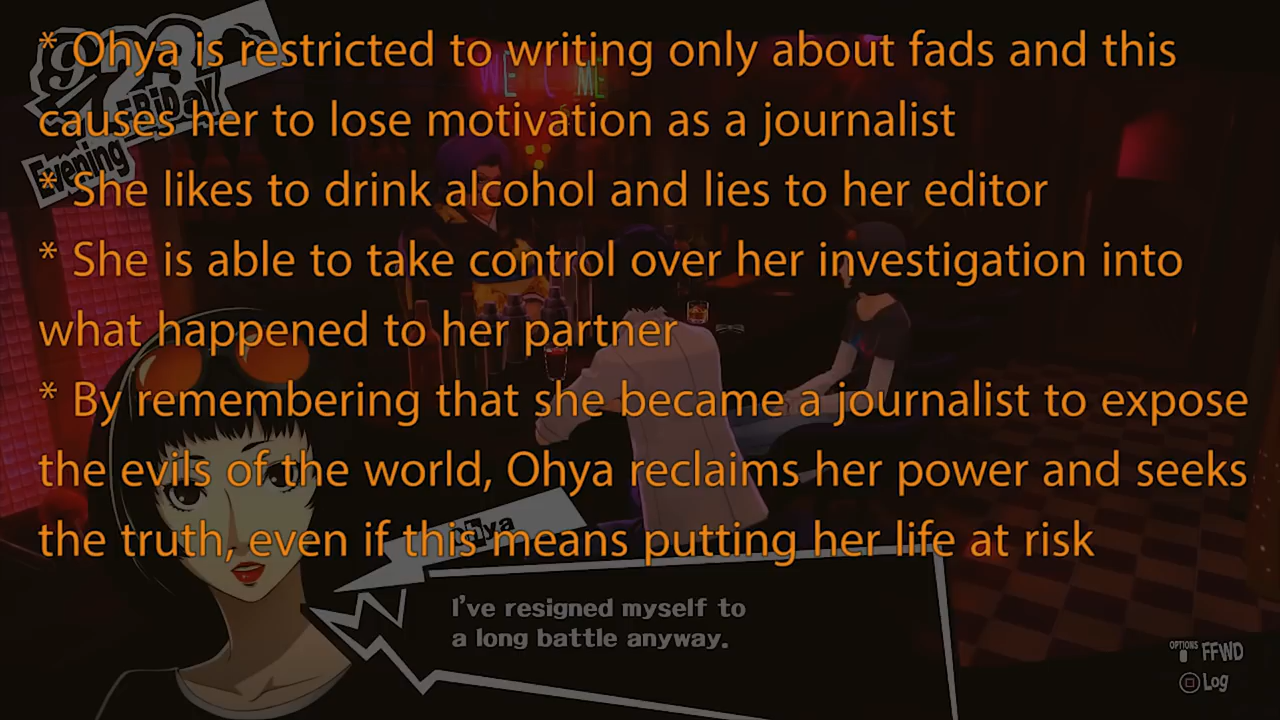 * Ohya is restricted to writing only about fads and this
causes her to lose motivation as a journalist
* She likes to drink alcohol and lies to her editor
* She is able to take control over her investigation into
what happened to her partner
* By remembering that she became a journalist to expose
the evils of the world, Ohya reclaims her power and seeks
the truth, even if this means putting her life at risk
9/23
FRiDAY
Evening
WELCOME
Ohya
I've resigned myself to
a long battle anyway.
OPTIONS FFWD
Log